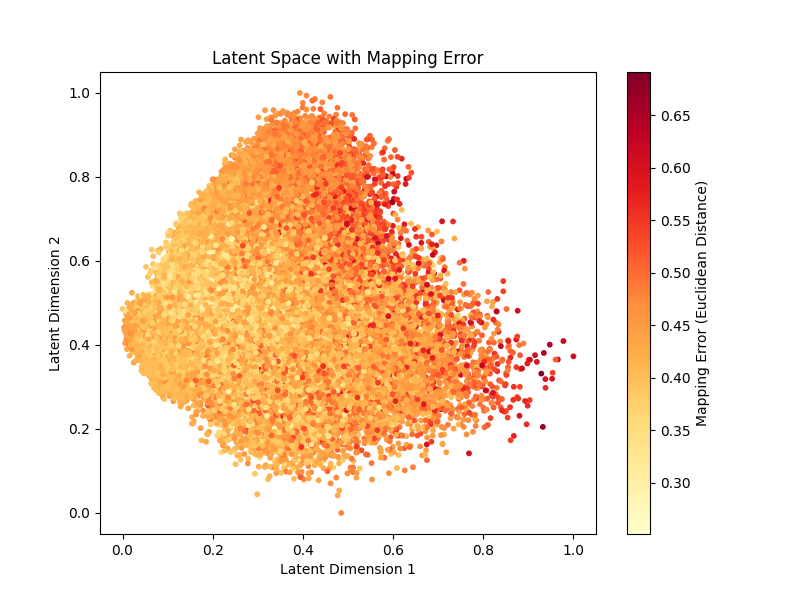 Latent Space with Mapping Error
1.0
0.8
0.6
0.4
0.2
0.0
Latent Dimension 2
0.0 0.2 0.4 0.6 0.8 1.0
Latent Dimension 1
0.65
0.60
0.55
0.50
0.45
0.40
0.35
0.30
Mapping Error (Euclidean Distance)